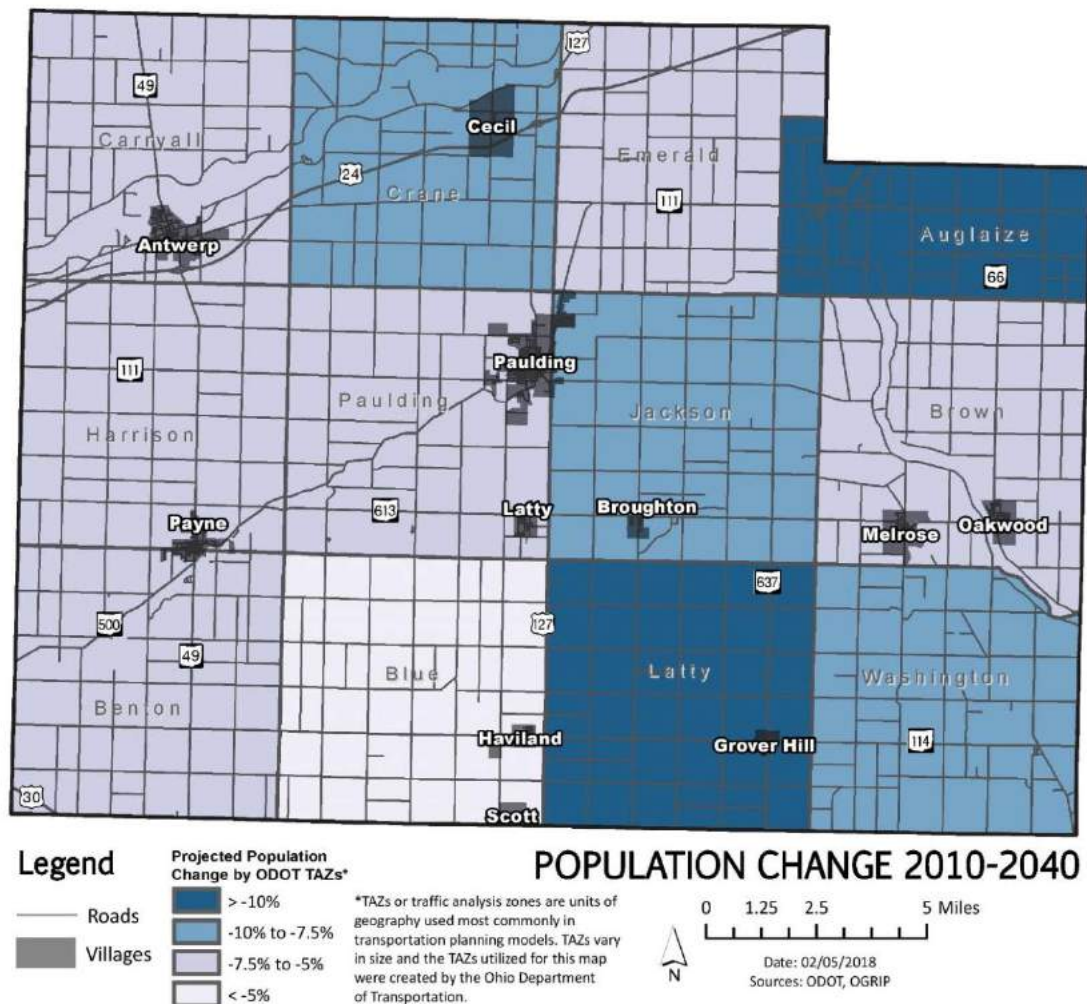 127
49
Cecil
Carryall
Emerald
24
Crane
111
Auglaize
Antwerp
66
Paulding
111
Paulding
Jackson
Brown
Harrison
Payne
613
Latty
Broughton
Melrose
Oakwood
637
500
127
49
Blue
Latty
Washington
Benton
Haviland
Grover Hill
114
30
Scott
Legend
Roads
Villages
Projected Population
Change by ODOT TAZs*
> -10%
-10% to -7.5%
-7.5% to -5%
< -5%
*TAZs or traffic analysis zones are units of
geography used most commonly in
transportation planning models. TAZs vary
in size and the TAZs utilized for this map
were created by the Ohio Department
of Transportation.
POPULATION CHANGE 2010-2040
0 1.25 2.5 5 Miles
N
Date: 02/05/2018
Sources: ODOT, OGRIP